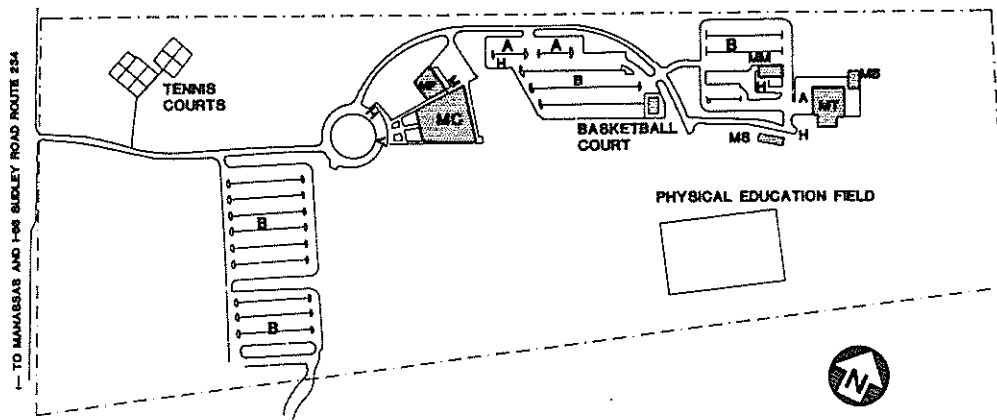 ← TO MANASSAS AND I-66 SUDLEY ROAD ROUTE 234
TENNIS
COURTS
H
H
MC
A
A
H
B
BASKETBALL
COURT
B
MM
H
A
MT
MS
MS
H
PHYSICAL EDUCATION FIELD
B
B
N